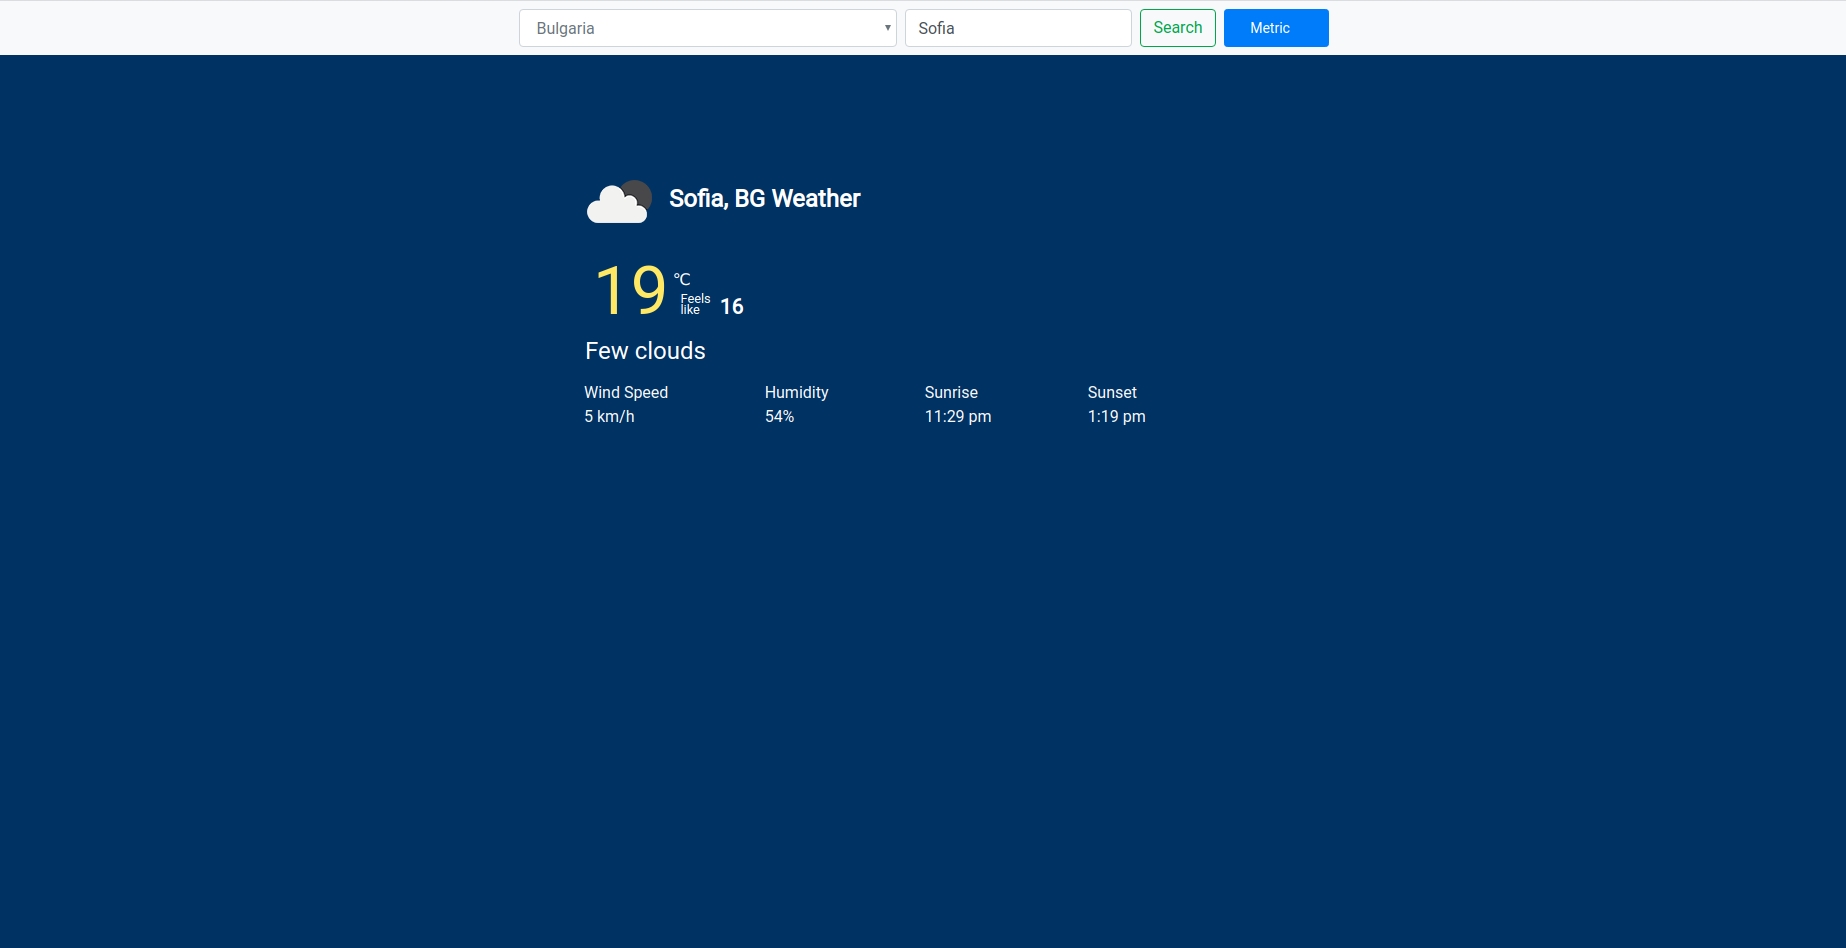 Bulgaria
Sofia
Search
Metric
Sofia, BG Weather
19 ℃
Feels
like 16
Few clouds
Wind Speed Humidity Sunrise Sunset
5 km/h 54% 11:29 pm 1:19 pm